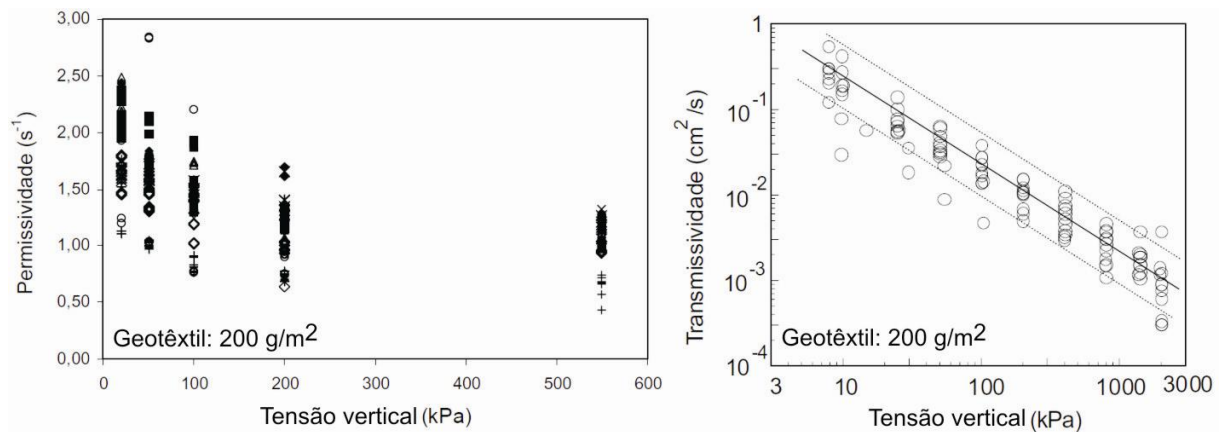 3,00
2,50
2,00
1,50
1,00
0,50
0,00
Permissividade (s⁻¹)
Geotêxtil: 200 g/m²
0 100 200 300 400 500 600
Tensão vertical (kPa)
1
10⁻¹
10⁻²
10⁻³
10⁻⁴
Transmissividade (cm²/s)
Geotêxtil: 200 g/m²
3 10 100 1000 3000
Tensão vertical (kPa)